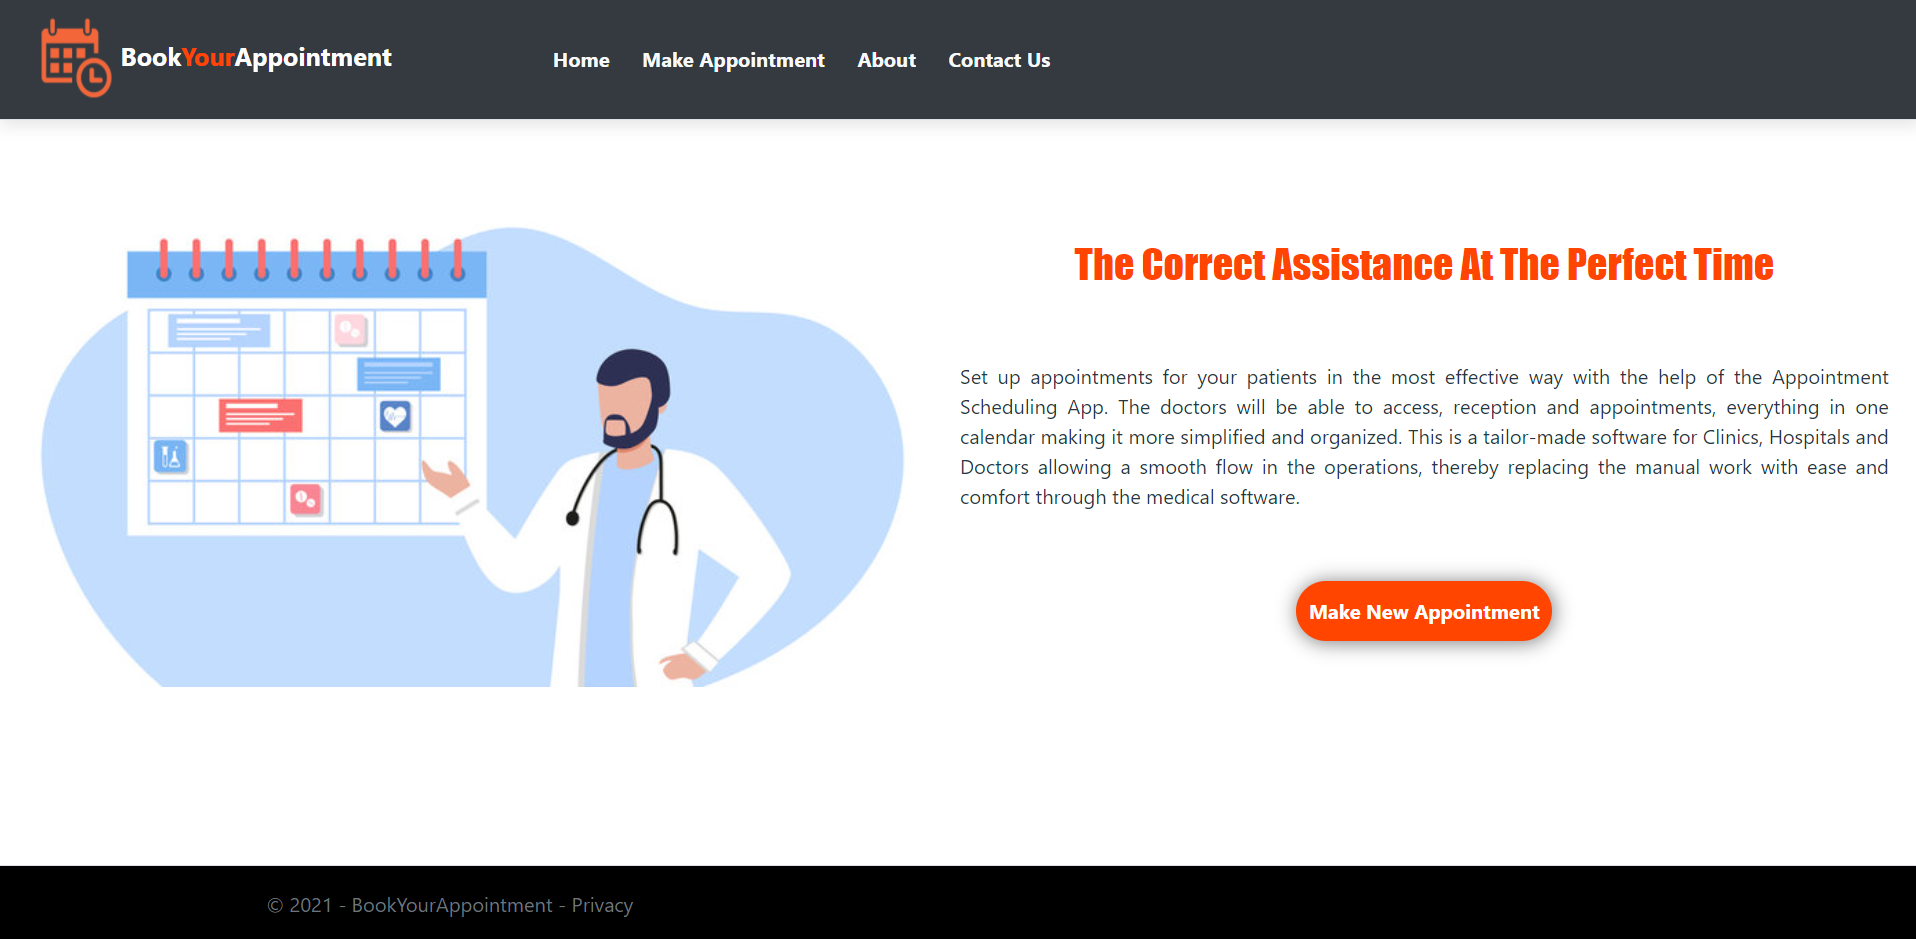 BookYourAppointment
Home Make Appointment About Contact Us
The Correct Assistance At The Perfect Time
Set up appointments for your patients in the most effective way with the help of the Appointment
Scheduling App. The doctors will be able to access, reception and appointments, everything in one
calendar making it more simplified and organized. This is a tailor-made software for Clinics, Hospitals and
Doctors allowing a smooth flow in the operations, thereby replacing the manual work with ease and
comfort through the medical software.
Make New Appointment
© 2021 - BookYourAppointment - Privacy